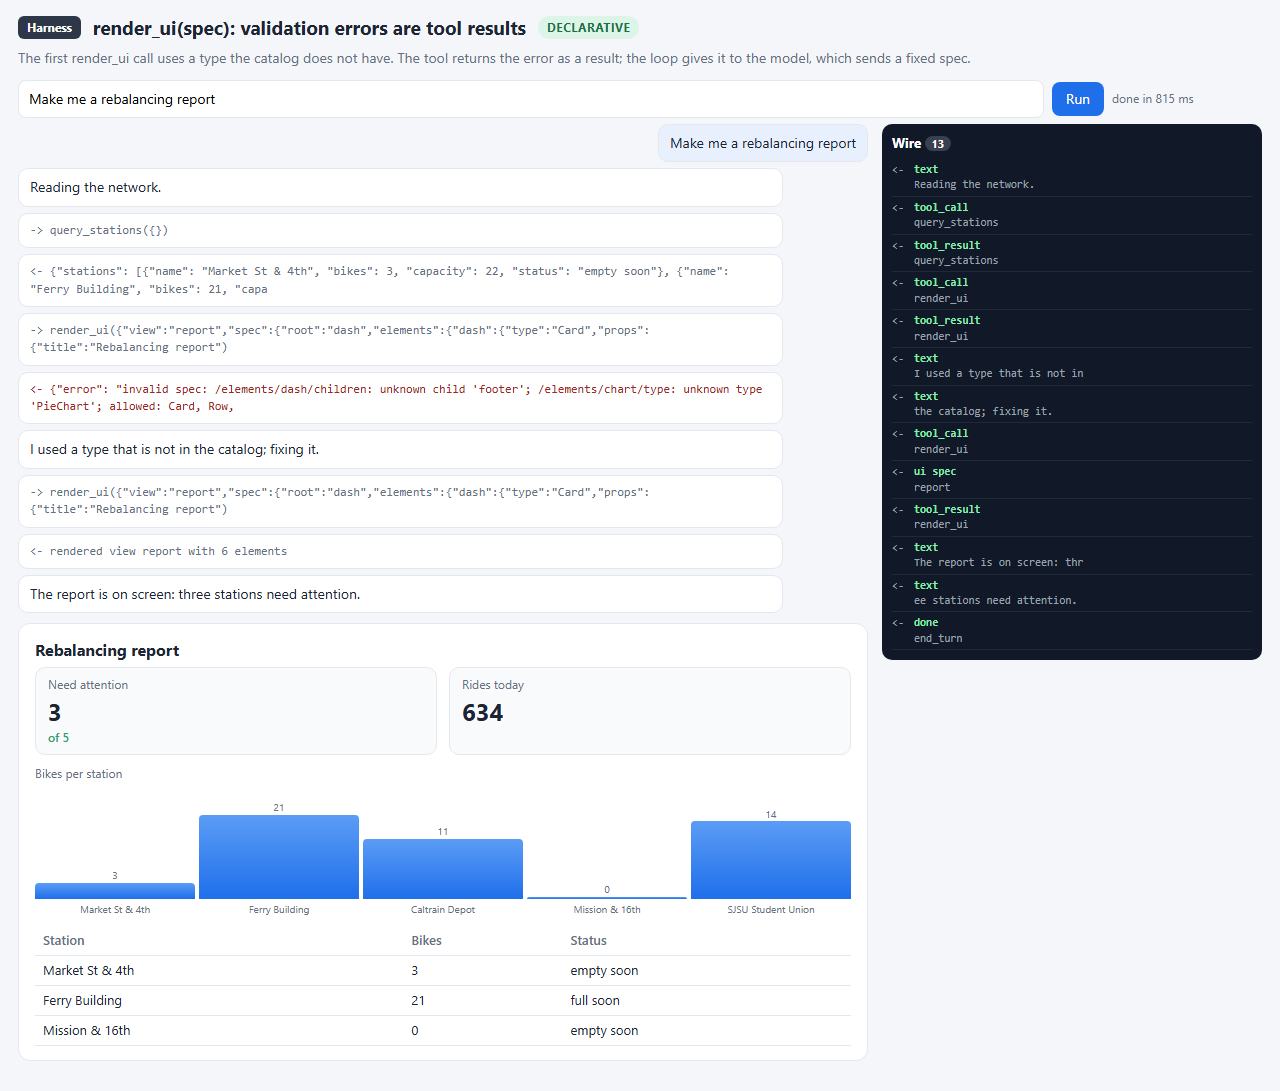 Harness render_ui(spec): validation errors are tool results DECLARATIVE
The first render_ui call uses a type the catalog does not have. The tool returns the error as a result; the loop gives it to the model, which sends a fixed spec.
Make me a rebalancing report
Run done in 815 ms
Make me a rebalancing report
Reading the network.
-> query_stations({})
<- {"stations": [{"name": "Market St & 4th", "bikes": 3, "capacity": 22, "status": "empty soon"}, {"name":
"Ferry Building", "bikes": 21, "capa
-> render_ui({"view":"report","spec":{"root":"dash","elements":{"dash":{"type":"Card","props":
{"title":"Rebalancing report")
<- {"error": "invalid spec: /elements/dash/children: unknown child 'footer'; /elements/chart/type: unknown type
'PieChart'; allowed: Card, Row,
I used a type that is not in the catalog; fixing it.
-> render_ui({"view":"report","spec":{"root":"dash","elements":{"dash":{"type":"Card","props":
{"title":"Rebalancing report")
<- rendered view report with 6 elements
The report is on screen: three stations need attention.
Rebalancing report
Need attention
3
of 5
Rides today
634
Bikes per station
3
21
11
0
14
Market St & 4th
Ferry Building
Caltrain Depot
Mission & 16th
SJSU Student Union
Station Bikes Status
Market St & 4th 3 empty soon
Ferry Building 21 full soon
Mission & 16th 0 empty soon
Wire 13
<- text
Reading the network.
<- tool_call
query_stations
<- tool_result
query_stations
<- tool_call
render_ui
<- tool_result
render_ui
<- text
I used a type that is not in
<- text
the catalog; fixing it.
<- tool_call
render_ui
<- ui spec
report
<- tool_result
render_ui
<- text
The report is on screen: thr
<- text
ee stations need attention.
<- done
end_turn